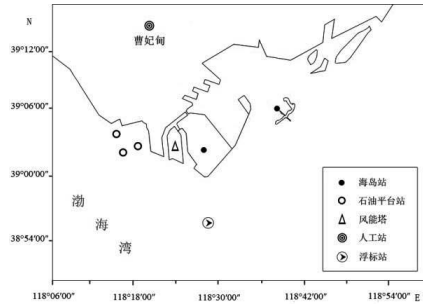 N
39°12'00"
39°06'00"
39°00'00"
38°54'00"
曹妃甸
渤
海
湾
海岛站
石油平台站
风能塔
人工站
浮标站
118°06'00"
118°18'00"
118°30'00"
118°42'00"
118°54'00"
E